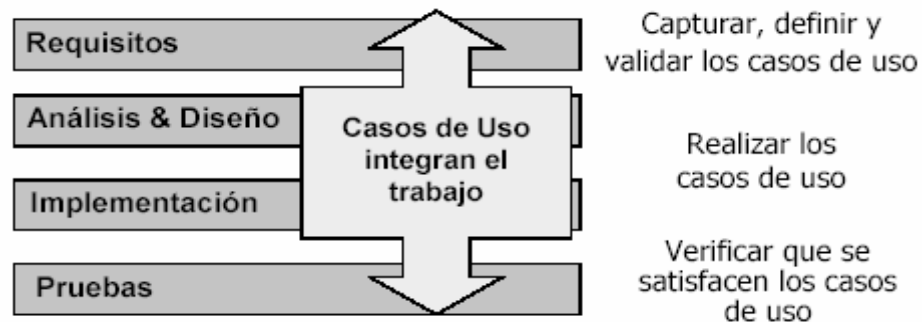 Requisitos
Capturar, definir y
validar los casos de uso
Análisis & Diseño
Casos de Uso
integran el
trabajo
Realizar los
casos de uso
Implementación
Verificar que se
satisfacen los casos
de uso
Pruebas